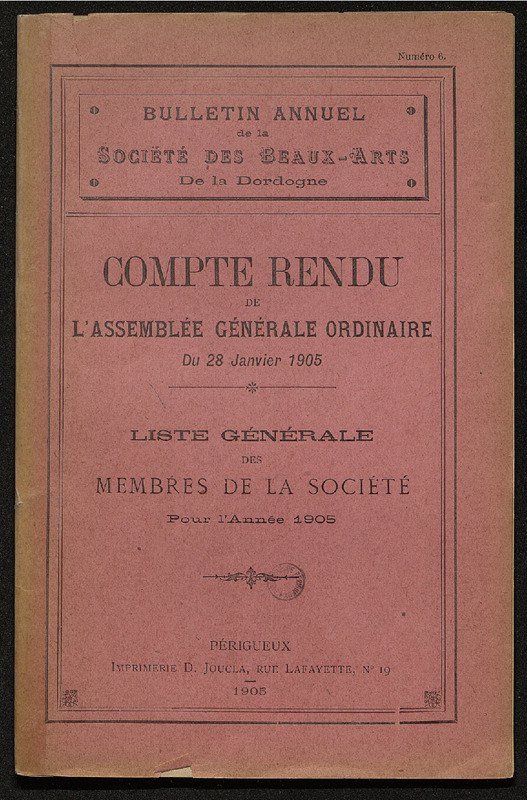 Numéro 6.
BULLETIN ANNUEL
de la
SOCIÉTÉ DES BEAUX-ARTS
De la Dordogne
COMPTE RENDU
DE
L'ASSEMBLÉE GÉNÉRALE ORDINAIRE
Du 28 Janvier 1905
LISTE GÉNÉRALE
DES
MEMBRES DE LA SOCIÉTÉ
Pour l'Année 1905
PÉRIGUEUX
IMPRIMERIE D. JOUCLA, RUE LAFAYETTE, N° 19
1905